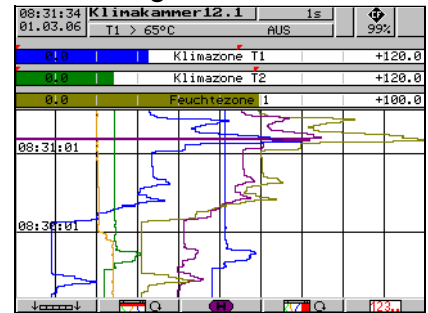 08:31:34 Klimakammer12.1 1s
01.03.06 T1 > 65°C AUS 99%
0.0 Klimazone T1 +120.0
0.0 Klimazone T2 +120.0
0.0 Feuchtezone 1 +100.0
08:31:01
08:30:01
H 123..